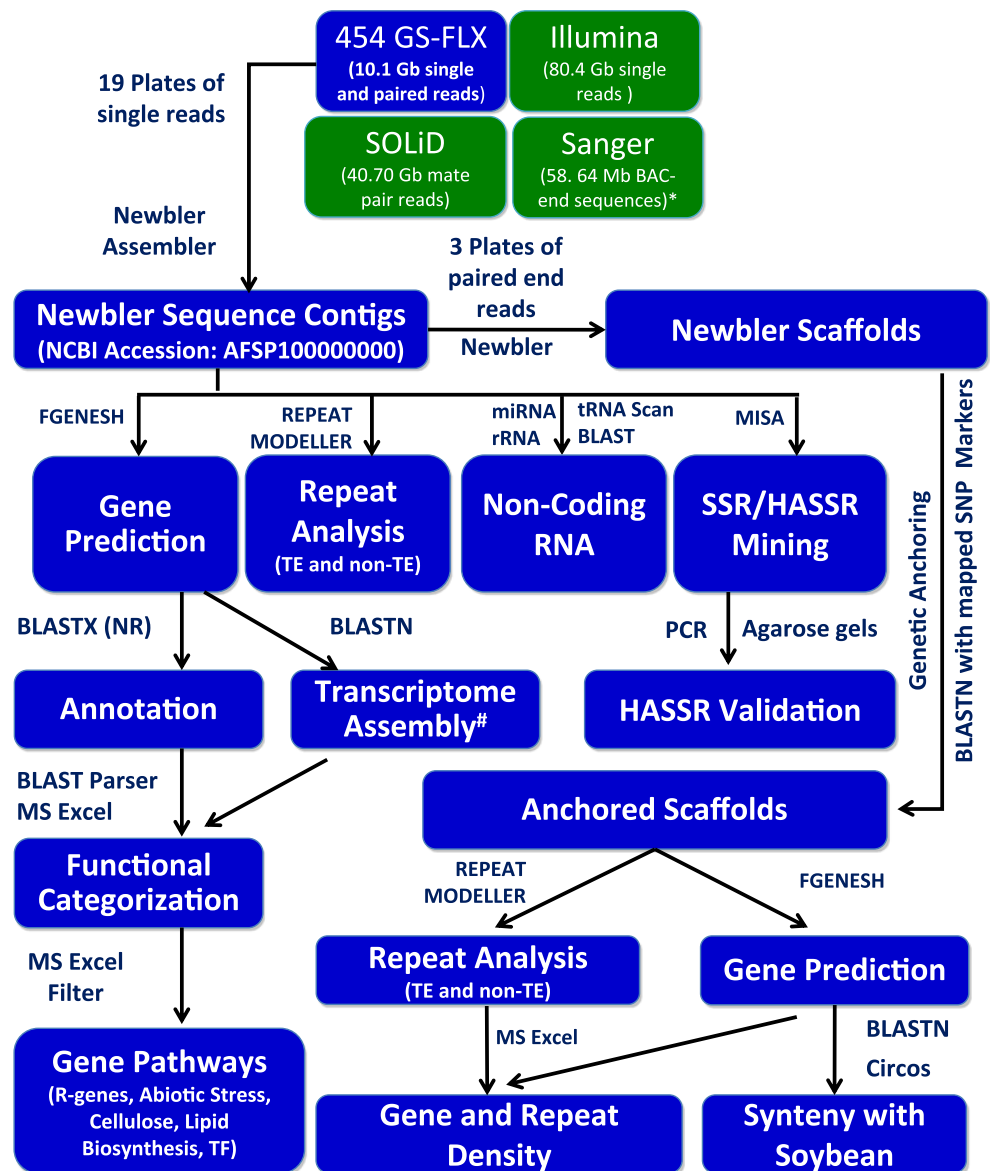 454 GS-FLX
(10.1 Gb single
and paired reads)
Illumina
(80.4 Gb single
reads )
19 Plates of
single reads
SOLiD
(40.70 Gb mate
pair reads)
Sanger
(58. 64 Mb BAC-
end sequences)*
Newbler
Assembler
3 Plates of
paired end
reads
Newbler Sequence Contigs
(NCBI Accession: AFSP100000000)
Newbler
Newbler Scaffolds
FGENESH
REPEAT
MODELLER
miRNA
rRNA
tRNA Scan
BLAST
MISA
Genetic Anchoring
BLASTN with mapped SNP Markers
Gene
Prediction
Repeat
Analysis
(TE and non-TE)
Non-Coding
RNA
SSR/HASSR
Mining
BLASTX (NR)
BLASTN
PCR
Agarose gels
Annotation
Transcriptome
Assembly#
HASSR Validation
BLAST Parser
MS Excel
Anchored Scaffolds
Functional
Categorization
REPEAT
MODELLER
FGENESH
MS Excel
Filter
Repeat Analysis
(TE and non-TE)
Gene Prediction
MS Excel
BLASTN
Circos
Gene Pathways
(R-genes, Abiotic Stress,
Cellulose, Lipid
Biosynthesis, TF)
Gene and Repeat
Density
Synteny with
Soybean